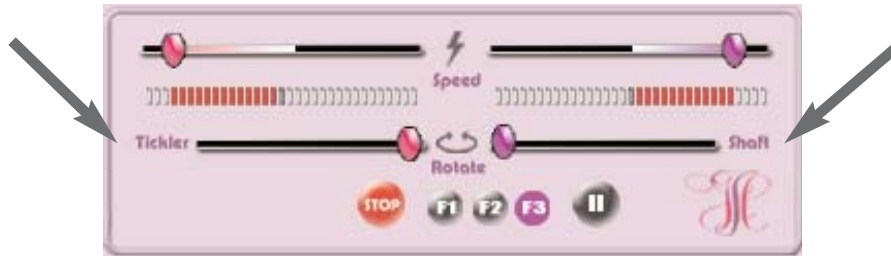 Speed
Tickler
Shaft
Rotate
STOP F1 F2 F3